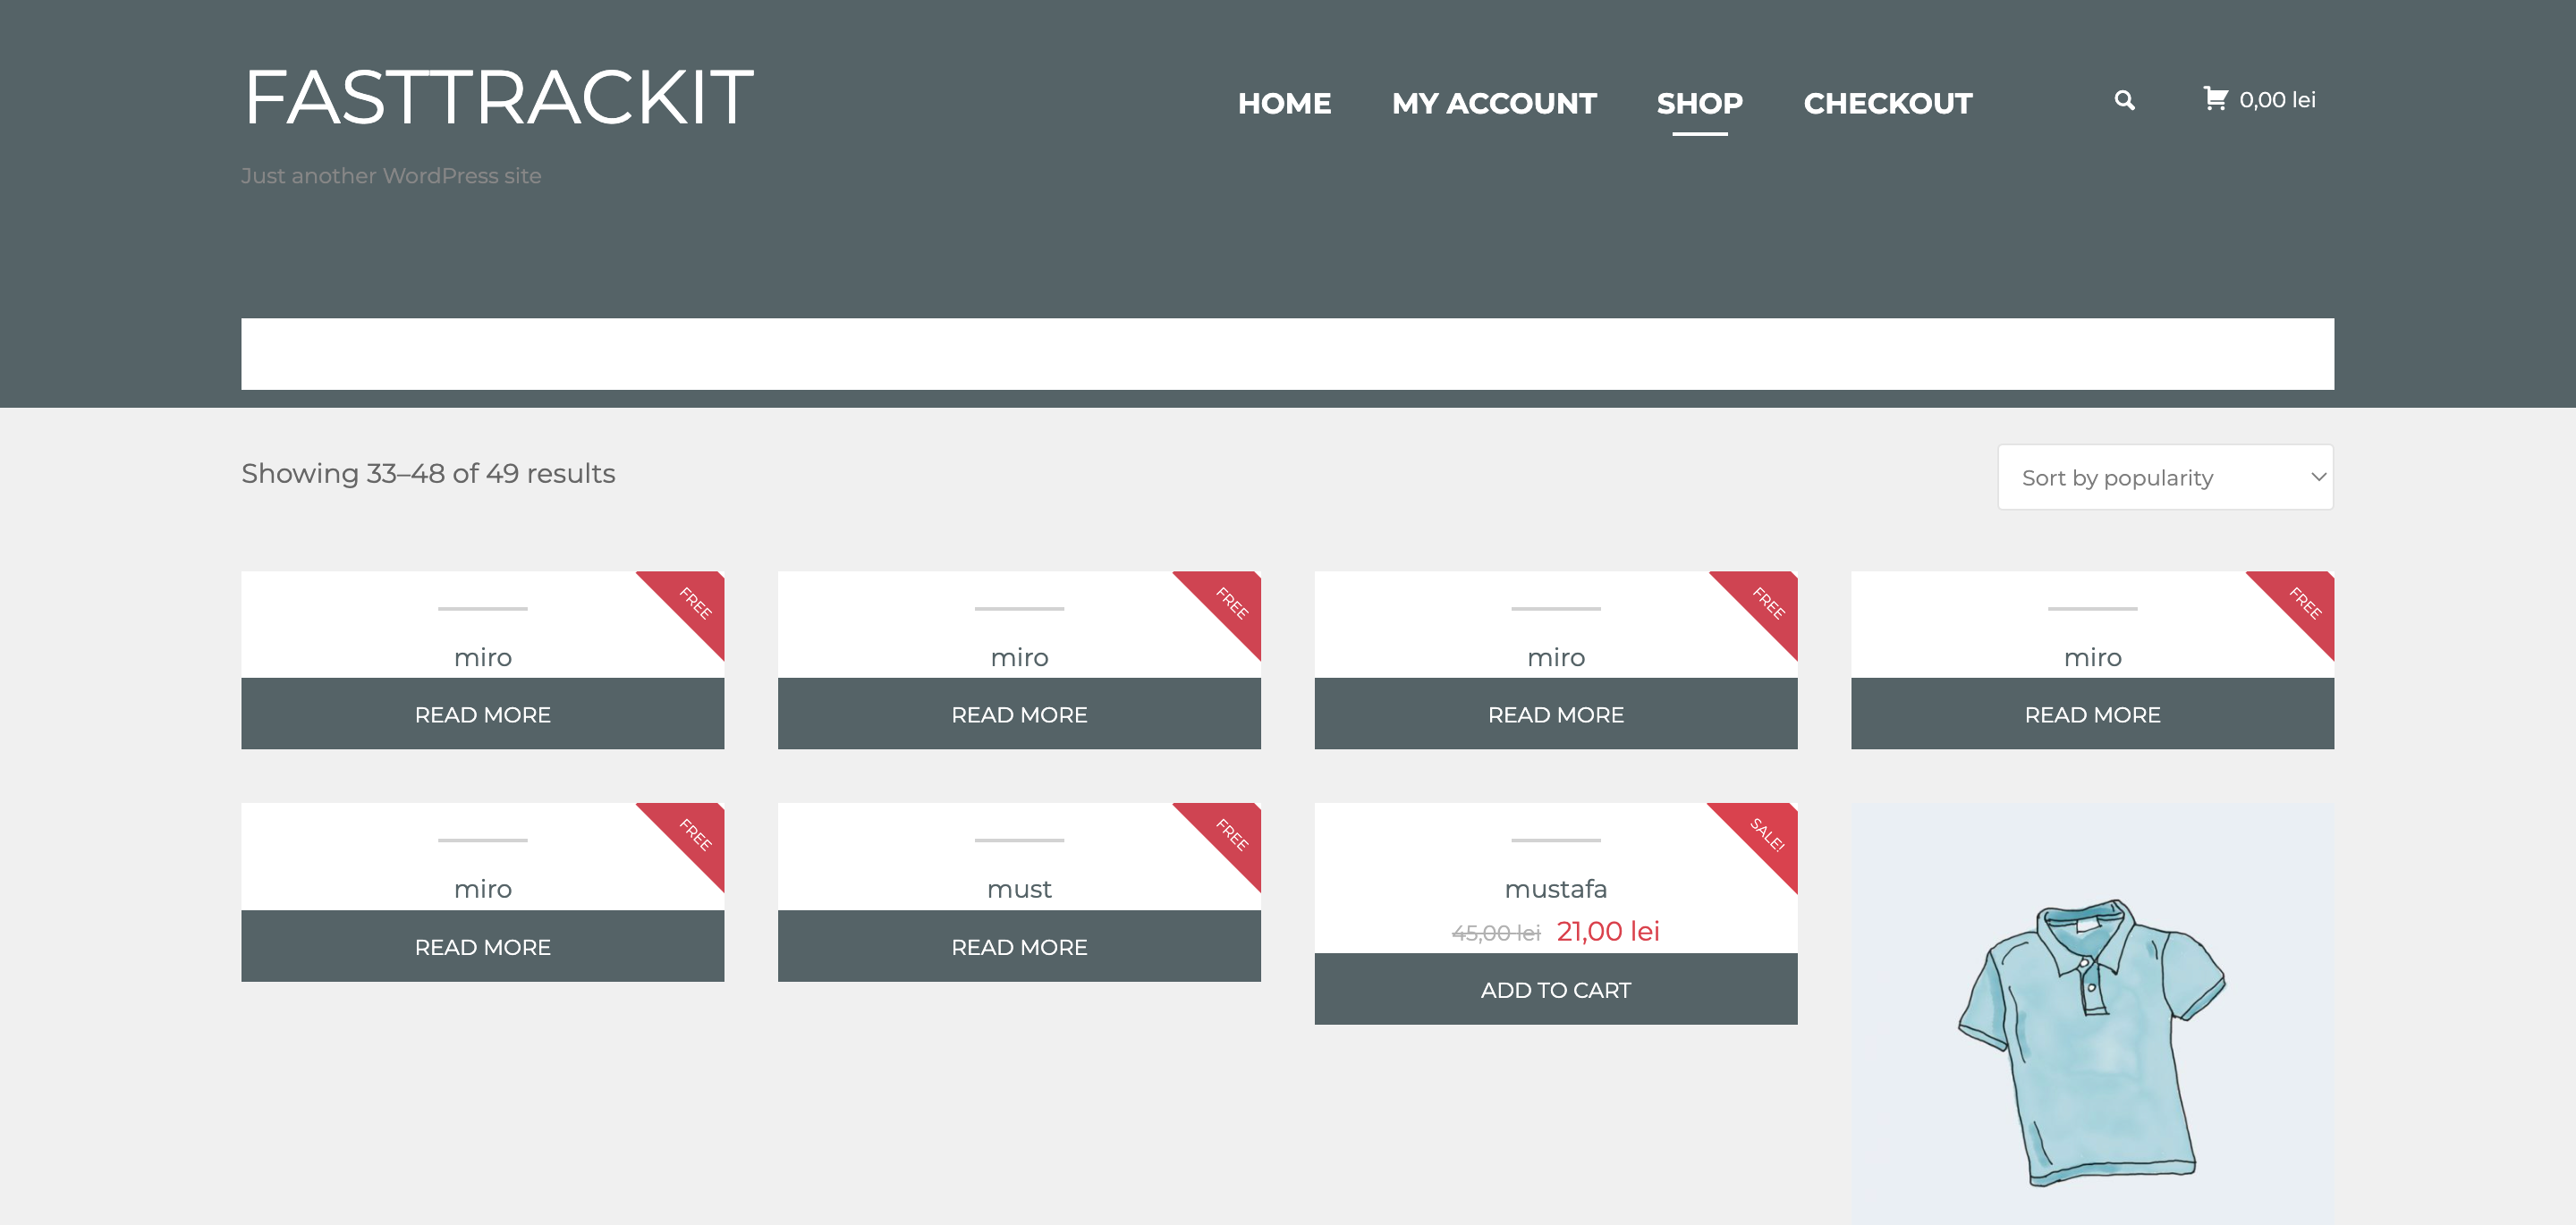 FASTTRACKIT
HOME MY ACCOUNT SHOP CHECKOUT 0,00 lei
Just another WordPress site
Showing 33–48 of 49 results
Sort by popularity
FREE FREE FREE FREE
miro miro miro miro
READ MORE READ MORE READ MORE READ MORE
FREE FREE SALE!
miro must mustafa
45,00 lei 21,00 lei
READ MORE READ MORE
ADD TO CART